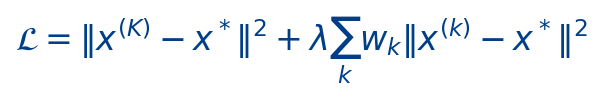 ℒ = ‖x^(K) − x*‖² + λ∑_k w_k‖x^(k) − x*‖²